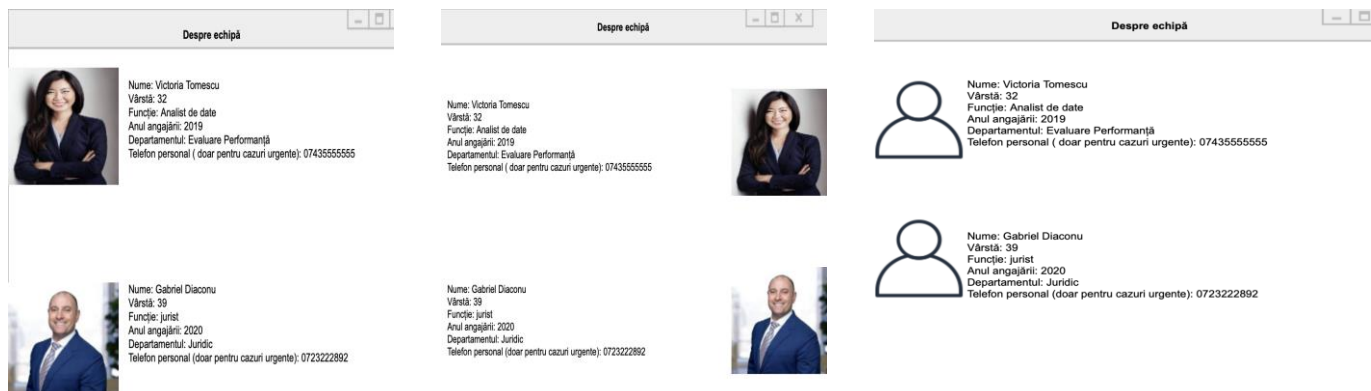 Despre echipă
Nume: Victoria Tomescu
Vârstă: 32
Funcție: Analist de date
Anul angajării: 2019
Departamentul: Evaluare Performanță
Telefon personal ( doar pentru cazuri urgente): 07435555555
Nume: Gabriel Diaconu
Vârstă: 39
Funcție: jurist
Anul angajării: 2020
Departamentul: Juridic
Telefon personal (doar pentru cazuri urgente): 0723222892
Despre echipă
X
Nume: Victoria Tomescu
Vârstă: 32
Funcție: Analist de date
Anul angajării: 2019
Departamentul: Evaluare Performanță
Telefon personal ( doar pentru cazuri urgente): 07435555555
Nume: Gabriel Diaconu
Vârstă: 39
Funcție: jurist
Anul angajării: 2020
Departamentul: Juridic
Telefon personal (doar pentru cazuri urgente): 0723222892
Despre echipă
Nume: Victoria Tomescu
Vârstă: 32
Funcție: Analist de date
Anul angajării: 2019
Departamentul: Evaluare Performanță
Telefon personal ( doar pentru cazuri urgente): 07435555555
Nume: Gabriel Diaconu
Vârstă: 39
Funcție: jurist
Anul angajării: 2020
Departamentul: Juridic
Telefon personal (doar pentru cazuri urgente): 0723222892